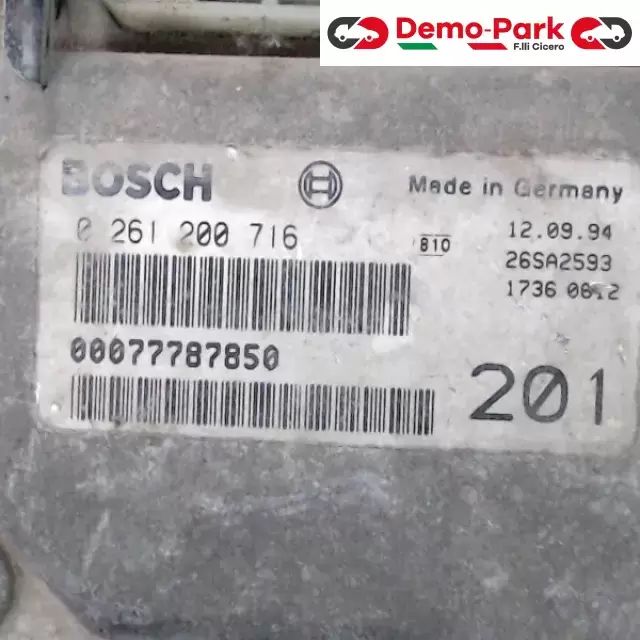 Demo-Park
F.lli Cicero
BOSCH
Made in Germany
0 261 200 716
810
12.09.94
26SA2593
1736
00077787850
201